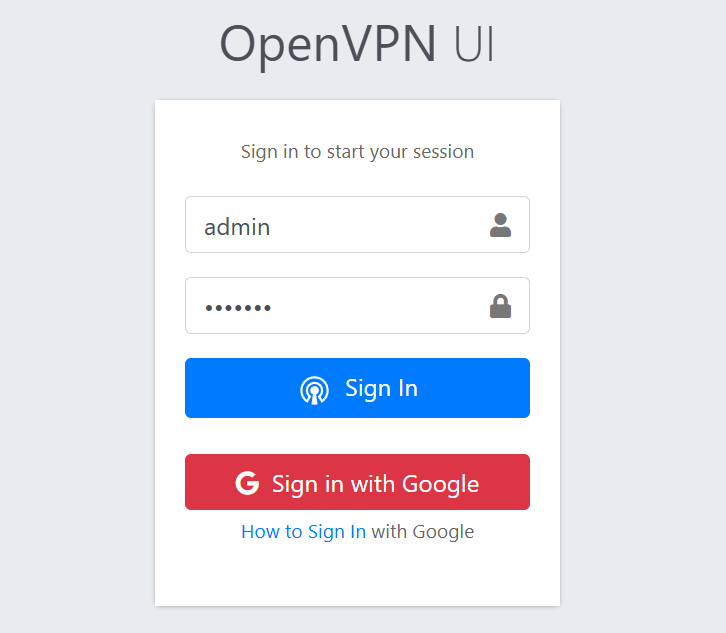 OpenVPN UI
Sign in to start your session
admin
•••••••
Sign In
Sign in with Google
How to Sign In with Google